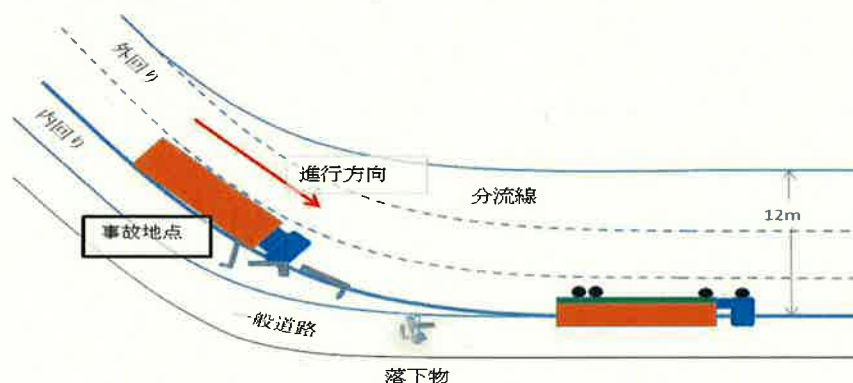 外回り
内回り
進行方向
分流線
12m
事故地点
一般道路
落下物